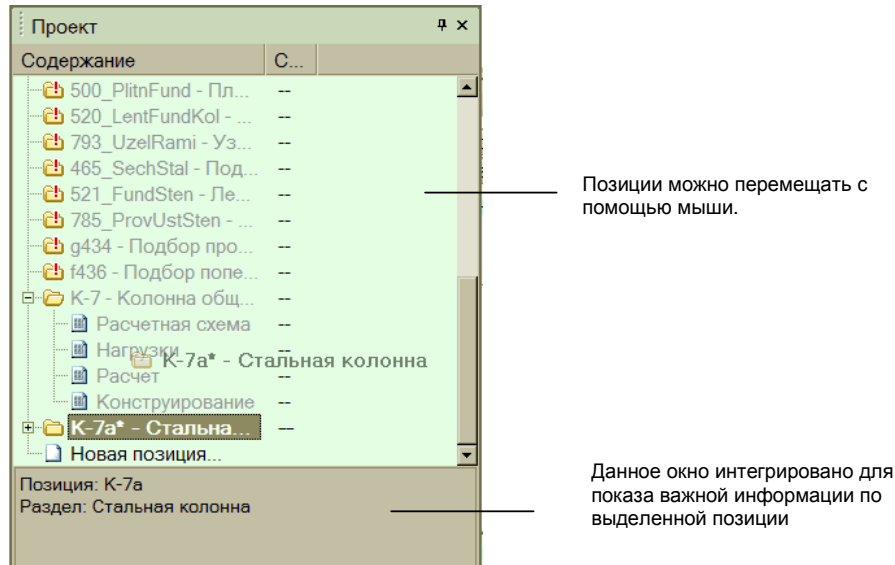 Проект
Содержание С...
500_PlitnFund - Пл... --
520_LentFundKol - ... --
793_UzelRami - Уз... --
465_SechStal - Под... --
521_FundSten - Ле... --
785_ProvUstSten - ... --
g434 - Подбор про... --
f436 - Подбор попе... --
К-7 - Колонна общ... --
Расчетная схема --
Нагрузки --
К-7а* - Стальная колонна
Расчет --
Конструирование --
К-7а* - Стальна... --
Новая позиция...
Позиция: К-7а
Раздел: Стальная колонна
Позиции можно перемещать с
помощью мыши.
Данное окно интегрировано для
показа важной информации по
выделенной позиции